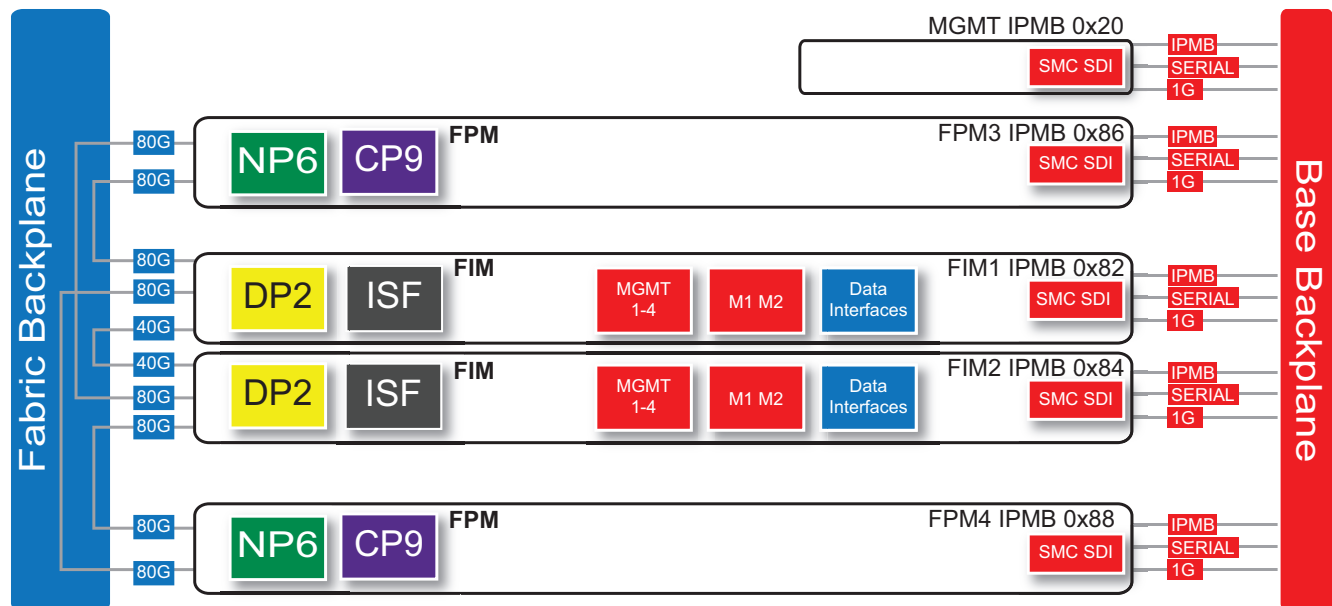 Fabric Backplane
MGMT IPMB 0x20
SMC SDI
IPMB
SERIAL
1G
80G
80G
NP6
CP9
FPM
FPM3 IPMB 0x86
SMC SDI
IPMB
SERIAL
1G
80G
80G
40G
DP2
ISF
FIM
MGMT
1-4
M1 M2
Data
Interfaces
FIM1 IPMB 0x82
SMC SDI
IPMB
SERIAL
1G
40G
80G
80G
DP2
ISF
FIM
MGMT
1-4
M1 M2
Data
Interfaces
FIM2 IPMB 0x84
SMC SDI
IPMB
SERIAL
1G
80G
80G
NP6
CP9
FPM
FPM4 IPMB 0x88
SMC SDI
IPMB
SERIAL
1G
Base Backplane